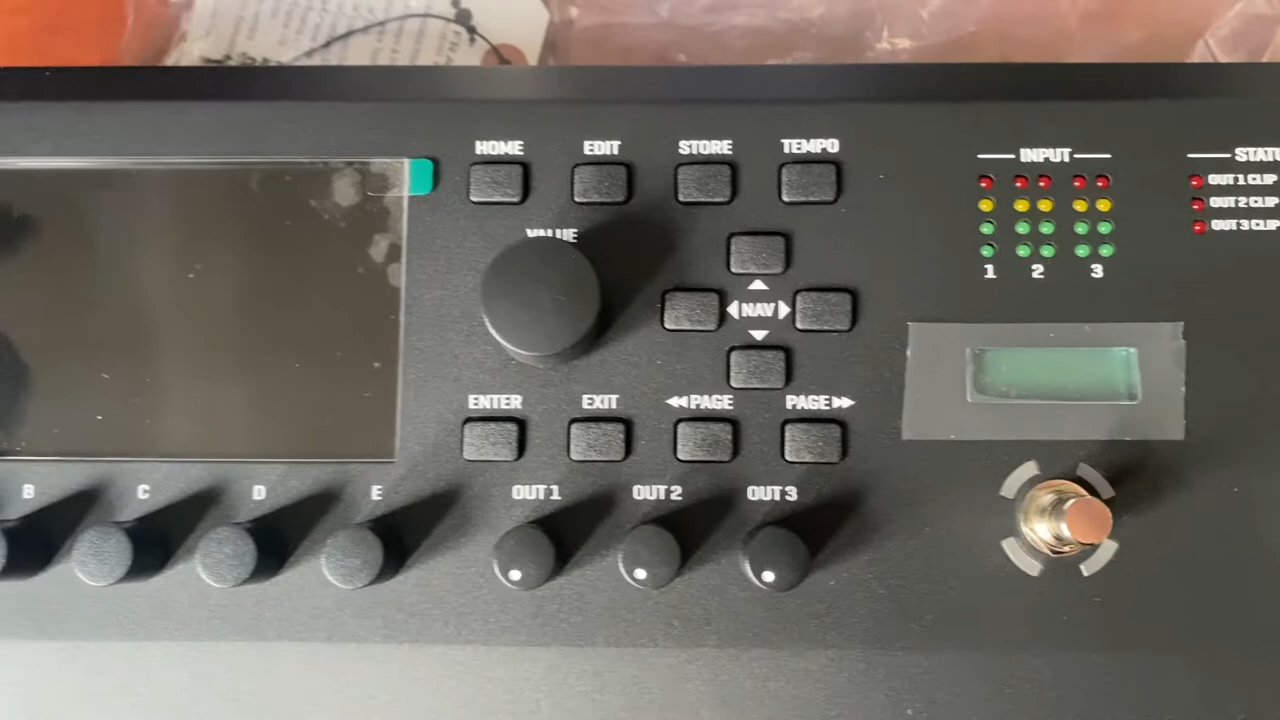 HOME EDIT STORE TEMPO
INPUT
OUT 1 CLIP
OUT 2 CLIP
OUT 3 CLIP
1 2 3
VALUE
NAV
ENTER EXIT PAGE PAGE
B C D E OUT 1 OUT 2 OUT 3